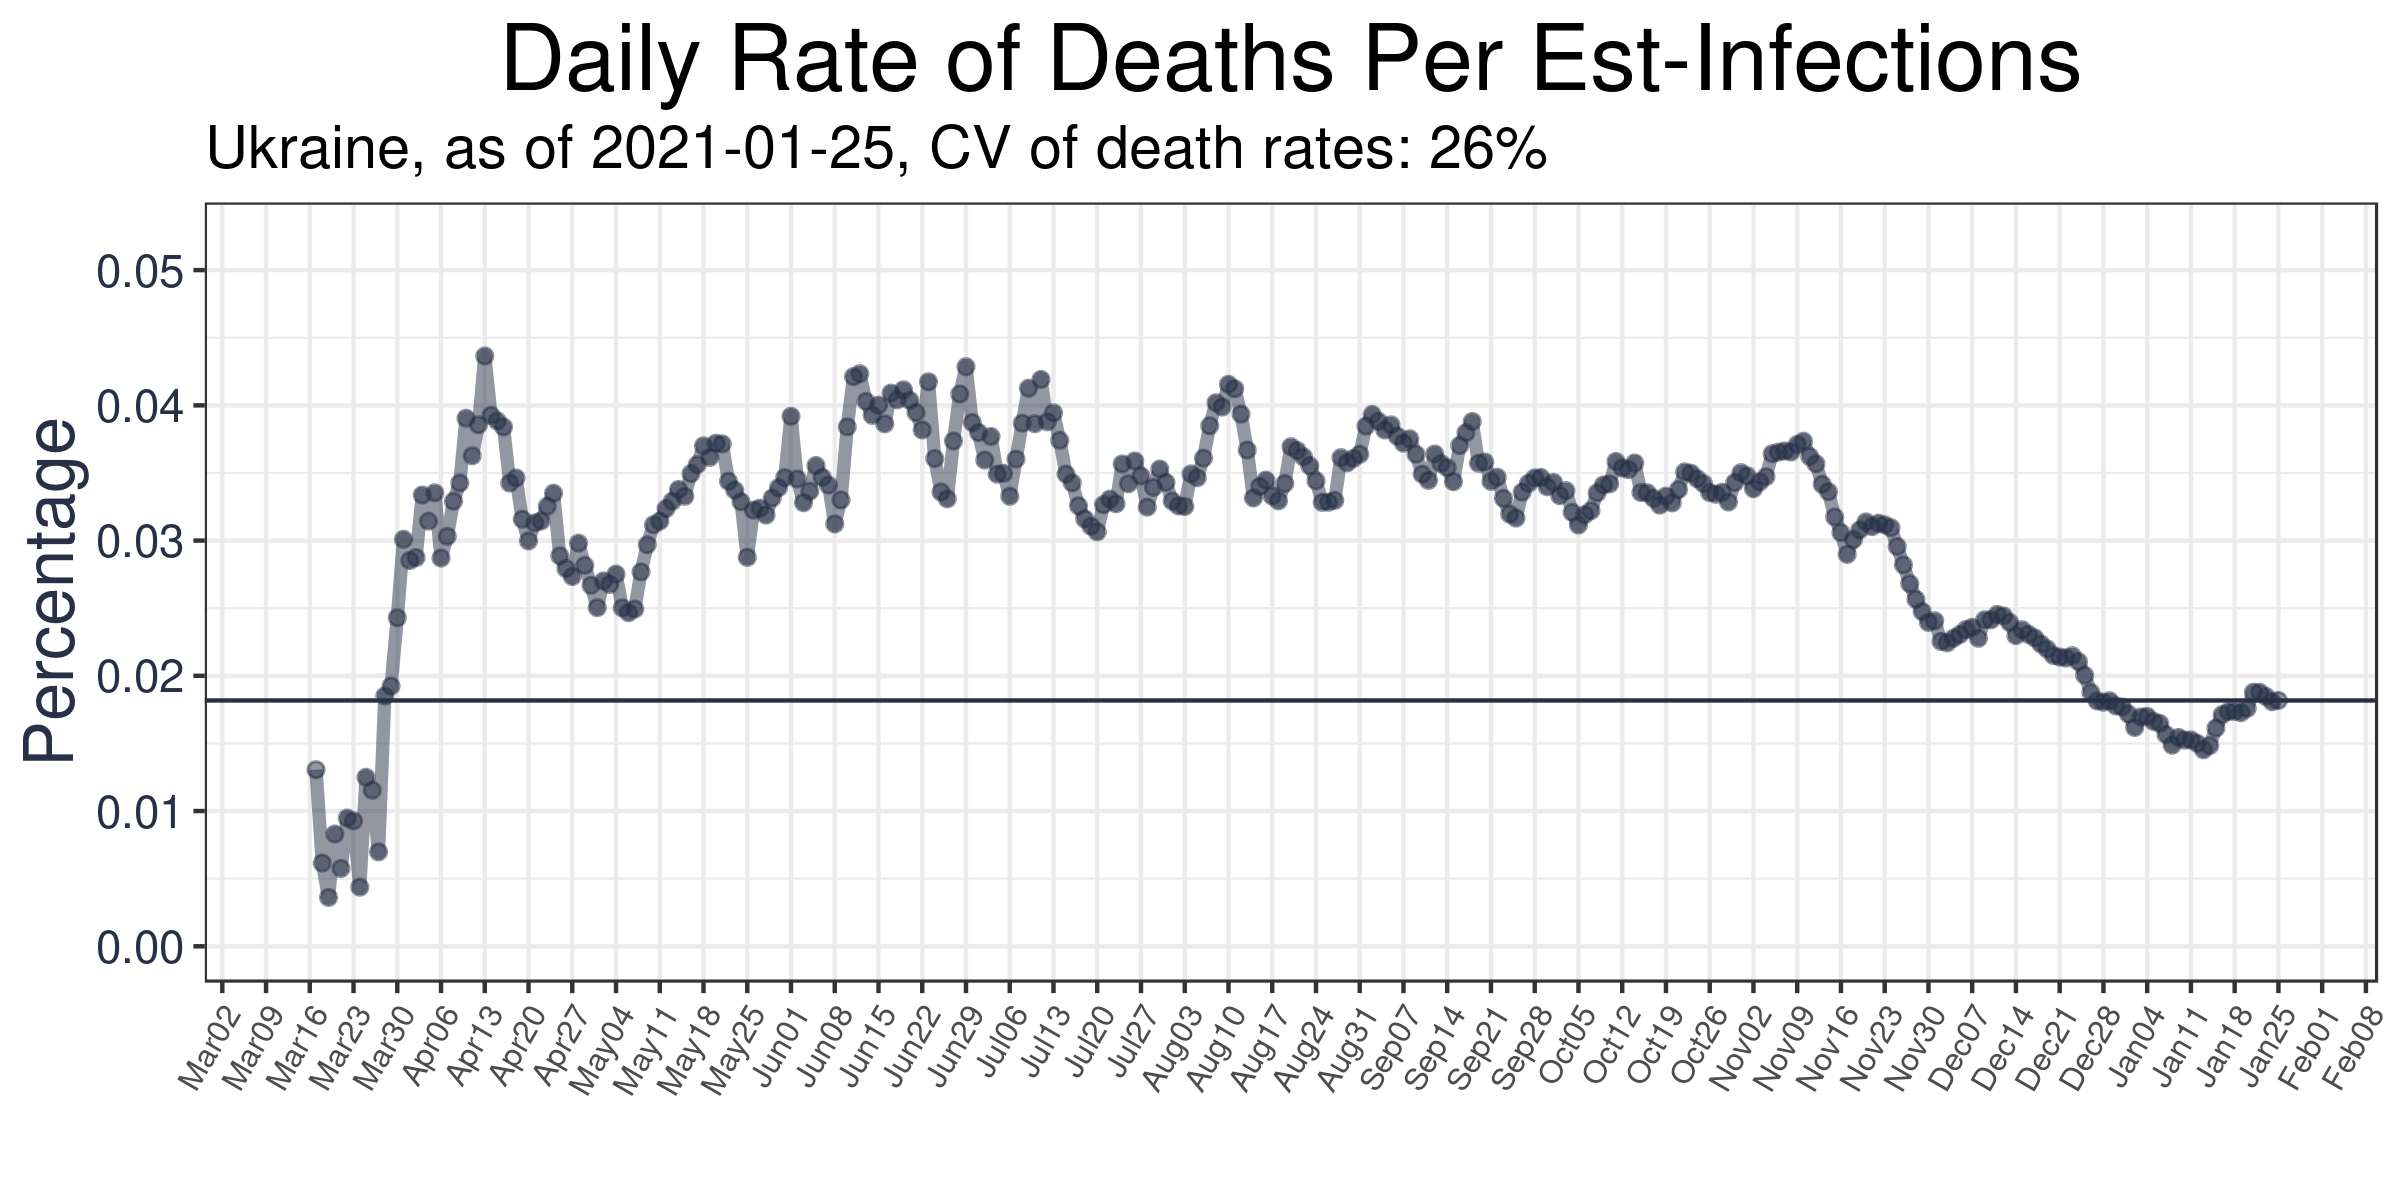 Daily Rate of Deaths Per Est-Infections
Ukraine, as of 2021-01-25, CV of death rates: 26%
Percentage
0.05
0.04
0.03
0.02
0.01
0.00
Mar02 Mar09 Mar16 Mar23 Mar30 Apr06 Apr13 Apr20 Apr27 May04 May11 May18 May25 Jun01 Jun08 Jun15 Jun22 Jun29 Jul06 Jul13 Jul20 Jul27 Aug03 Aug10 Aug17 Aug24 Aug31 Sep07 Sep14 Sep21 Sep28 Oct05 Oct12 Oct19 Oct26 Nov02 Nov09 Nov16 Nov23 Nov30 Dec07 Dec14 Dec21 Dec28 Jan04 Jan11 Jan18 Jan25 Feb01 Feb08